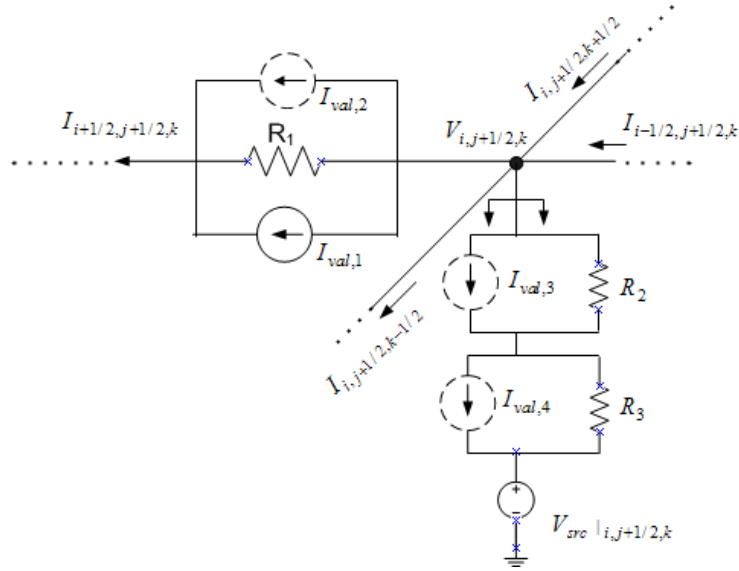 I_{i,j+1/2,k+1/2}
I_{val,2}
I_{i+1/2,j+1/2,k}
R_1
V_{i,j+1/2,k}
I_{i-1/2,j+1/2,k}
I_{val,1}
I_{val,3}
R_2
I_{i,j+1/2,k-1/2}
I_{val,4}
R_3
+
-
V_{src} |_{i,j+1/2,k}